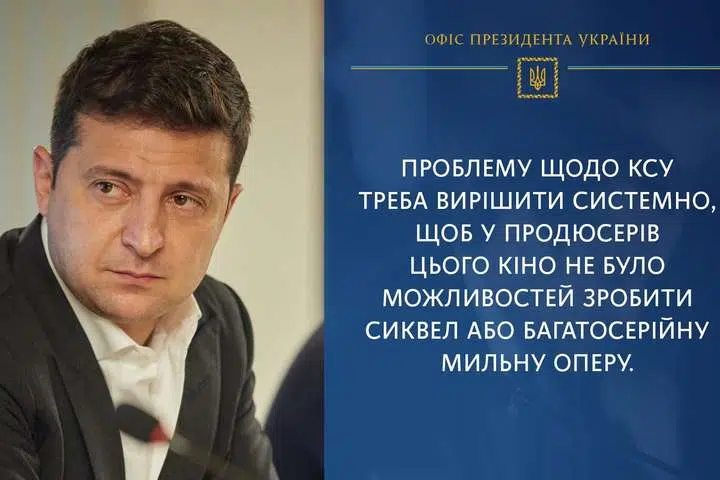 ОФІС ПРЕЗИДЕНТА УКРАЇНИ
ПРОБЛЕМУ ЩОДО КСУ
ТРЕБА ВИРІШИТИ СИСТЕМНО,
ЩОБ У ПРОДЮСЕРІВ
ЦЬОГО КІНО НЕ БУЛО
МОЖЛИВОСТЕЙ ЗРОБИТИ
СИКВЕЛ АБО БАГАТОСЕРІЙНУ
МИЛЬНУ ОПЕРУ.